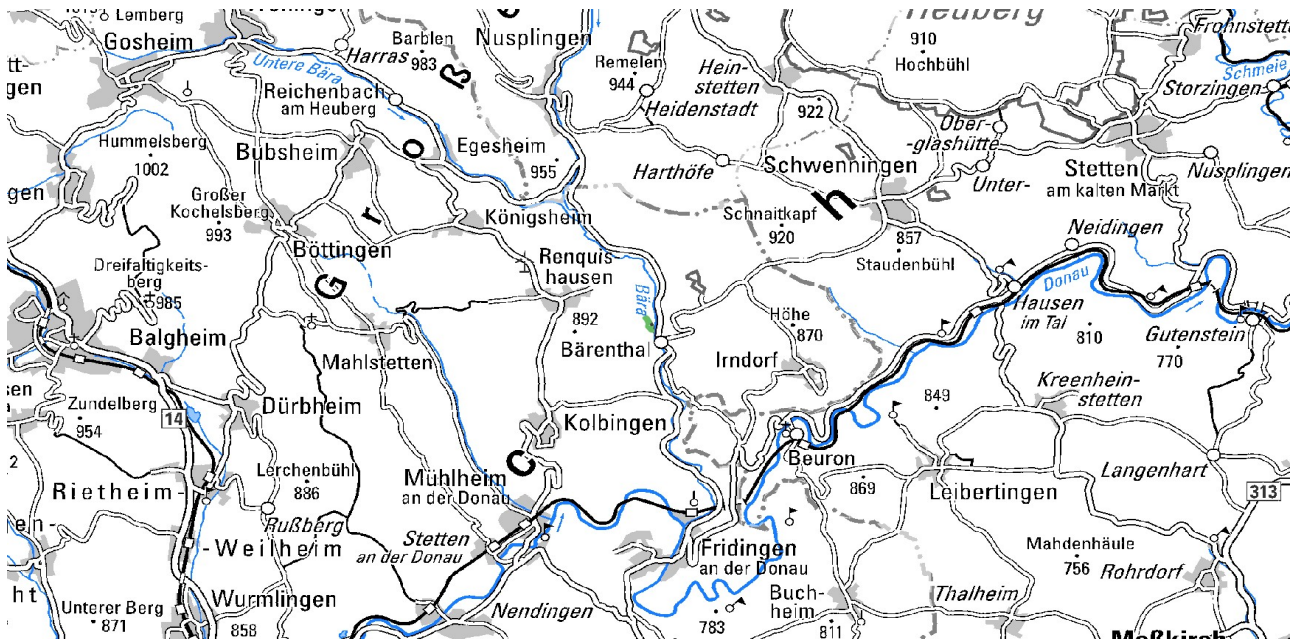 Lemberg
Gosheim
Harras
Barblen
983
Nusplingen
Remelen
944
Heidenstadt
Hein-
stetten
922
Heuberg
910
Hochbühl
Schmeie
Storzingen
Untere Bära
Reichenbach
am Heuberg
Hummelsberg
1002
Bubsheim
Egesheim
955
Harthöfe
Schwenningen
Ober-
-glashütte
Unter-
Stetten
am kalten Markt
Nusplingen
Großer
Kochelsberg
993
Königsheim
Schnaitkapf
920
857
Staudenbühl
Neidingen
Böttingen
Renquis-
hausen
Dreifaltigkeits-
berg
985
Balgheim
G r o ß
h
C
Bära
892
Bärenthal
Höhe
870
Irndorf
Donau
Hausen
im Tal
810
Gutenstein
770
Mahlstetten
Zundelberg
954
14
Dürbheim
Kolbingen
849
Kreenhein-
stetten
Lerchenbühl
886
Mühlheim
an der Donau
Beuron
869
Leibertingen
Langenhart
313
Rietheim-
-Weilheim
Rußberg
Stetten
an der Donau
Fridingen
an der Donau
Mahdenhäule
756
Rohrdorf
Unterer Berg
871
Wurmlingen
858
Nendingen
783
Buch-
heim
811
Thalheim
Meßkirch